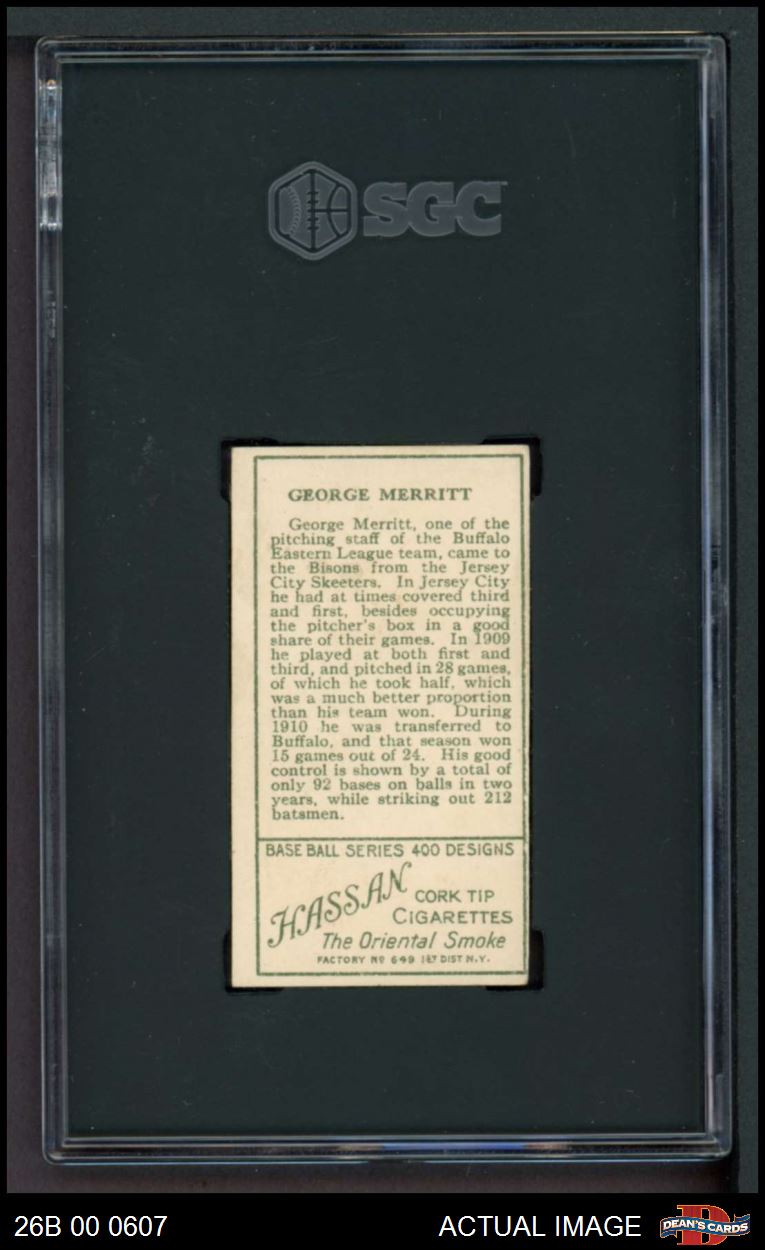 SGC
GEORGE MERRITT
George Merritt, one of the
pitching staff of the Buffalo
Eastern League team, came to
the Bisons from the Jersey
City Skeeters. In Jersey City
he had at times covered third
and first, besides occupying
the pitcher's box in a good
share of their games. In 1909
he played at both first and
third, and pitched in 28 games,
of which he took half, which
was a much better proportion
than his team won. During
1910 he was transferred to
Buffalo, and that season won
15 games out of 24. His good
control is shown by a total of
only 92 bases on balls in two
years, while striking out 212
batsmen.
BASE BALL SERIES 400 DESIGNS
HASSAN
CORK TIP
CIGARETTES
The Oriental Smoke
FACTORY Nº 649 1ST DIST N.Y.
26B 00 0607
ACTUAL IMAGE
DEAN'S CARDS